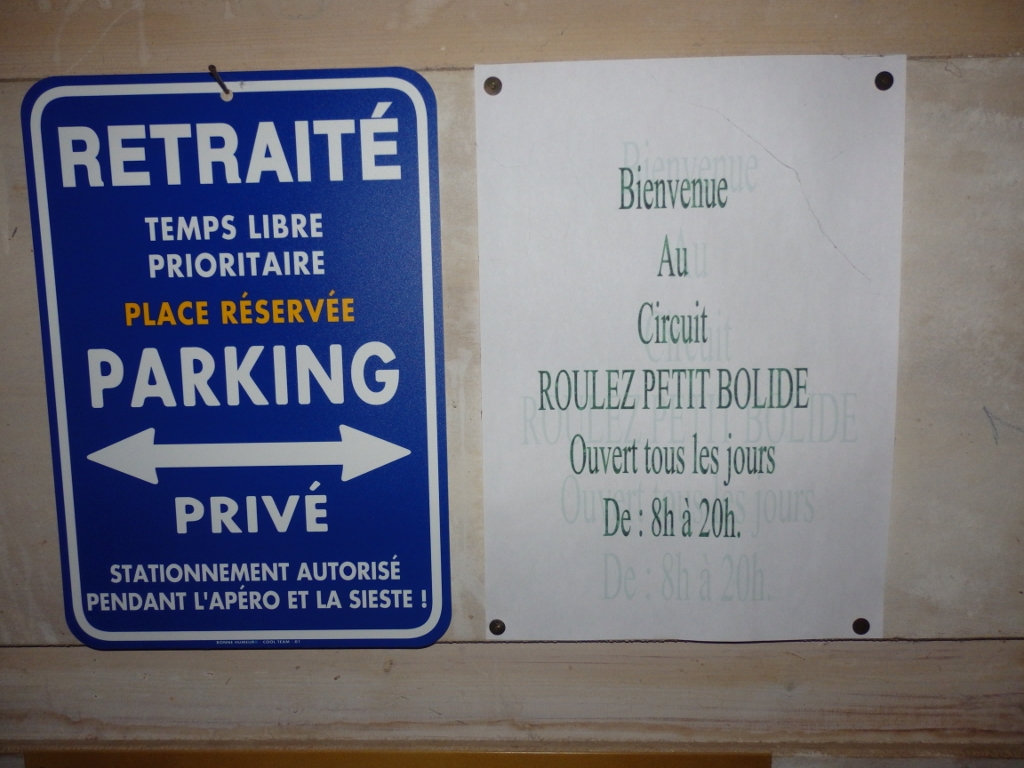 RETRAITÉ
TEMPS LIBRE
PRIORITAIRE
PLACE RÉSERVÉE
PARKING
PRIVÉ
STATIONNEMENT AUTORISÉ
PENDANT L'APÉRO ET LA SIESTE !
Bienvenue
Au
Circuit
ROULEZ PETIT BOLIDE
Ouvert tous les jours
De : 8h à 20h.